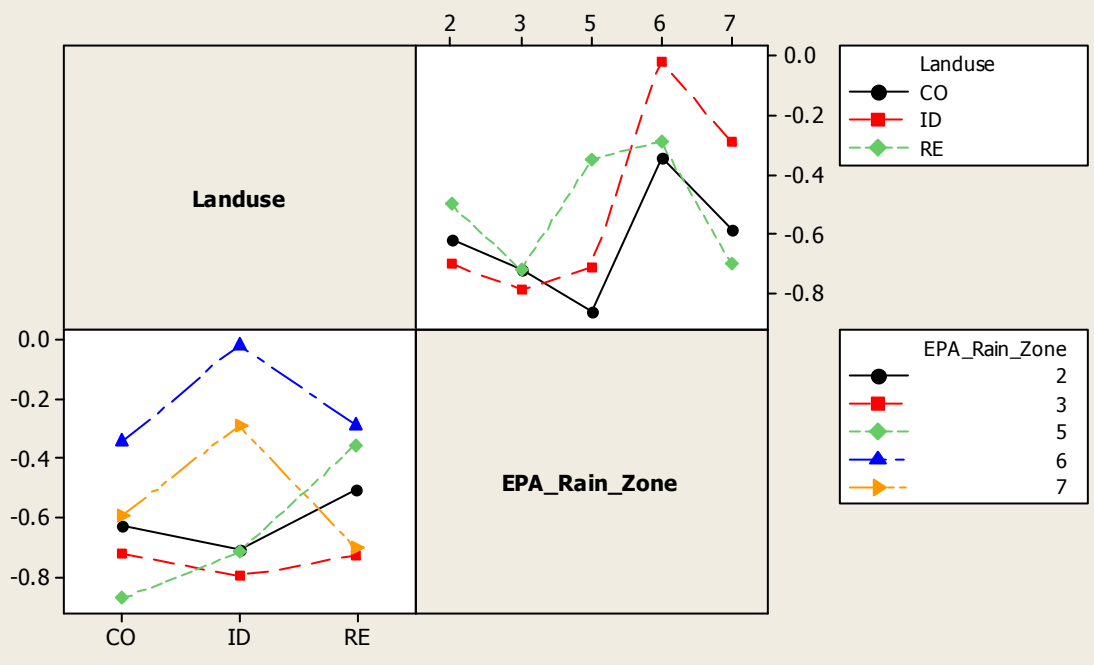 2 3 5 6 7
0.0
-0.2
-0.4
-0.6
-0.8
Landuse
CO
ID
RE
Landuse
0.0
-0.2
-0.4
-0.6
-0.8
EPA_Rain_Zone
EPA_Rain_Zone
2
3
5
6
7
CO ID RE